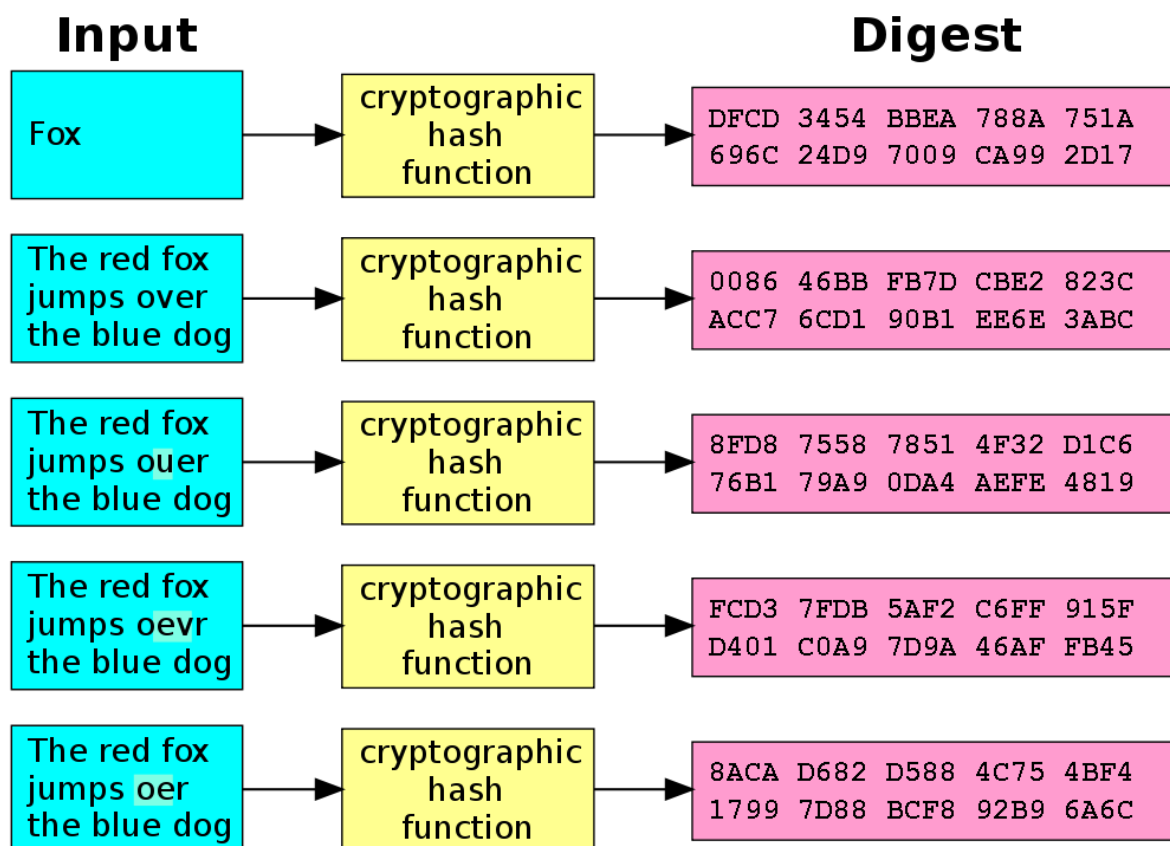 Input
Digest
Fox
cryptographic
hash
function
DFCD 3454 BBEA 788A 751A
696C 24D9 7009 CA99 2D17
The red fox
jumps over
the blue dog
cryptographic
hash
function
0086 46BB FB7D CBE2 823C
ACC7 6CD1 90B1 EE6E 3ABC
The red fox
jumps ouer
the blue dog
cryptographic
hash
function
8FD8 7558 7851 4F32 D1C6
76B1 79A9 0DA4 AEFE 4819
The red fox
jumps oevr
the blue dog
cryptographic
hash
function
FCD3 7FDB 5AF2 C6FF 915F
D401 C0A9 7D9A 46AF FB45
The red fox
jumps oer
the blue dog
cryptographic
hash
function
8ACA D682 D588 4C75 4BF4
1799 7D88 BCF8 92B9 6A6C